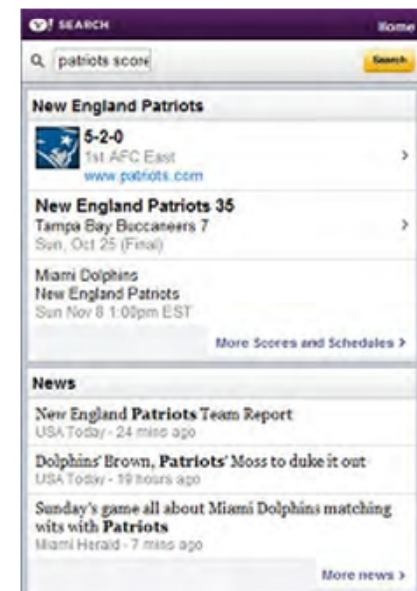 Y! SEARCH Home
patriots score Search
New England Patriots
5-2-0
1st AFC East
www.patriots.com
New England Patriots 35
Tampa Bay Buccaneers 7
Sun, Oct 25 (Final)
Miami Dolphins
New England Patriots
Sun Nov 8 1:00pm EST
More Scores and Schedules >
News
New England Patriots Team Report
USA Today - 24 mins ago
Dolphins' Brown, Patriots' Moss to duke it out
USA Today - 19 hours ago
Sunday's game all about Miami Dolphins matching
wits with Patriots
Miami Herald - 7 mins ago
More news >